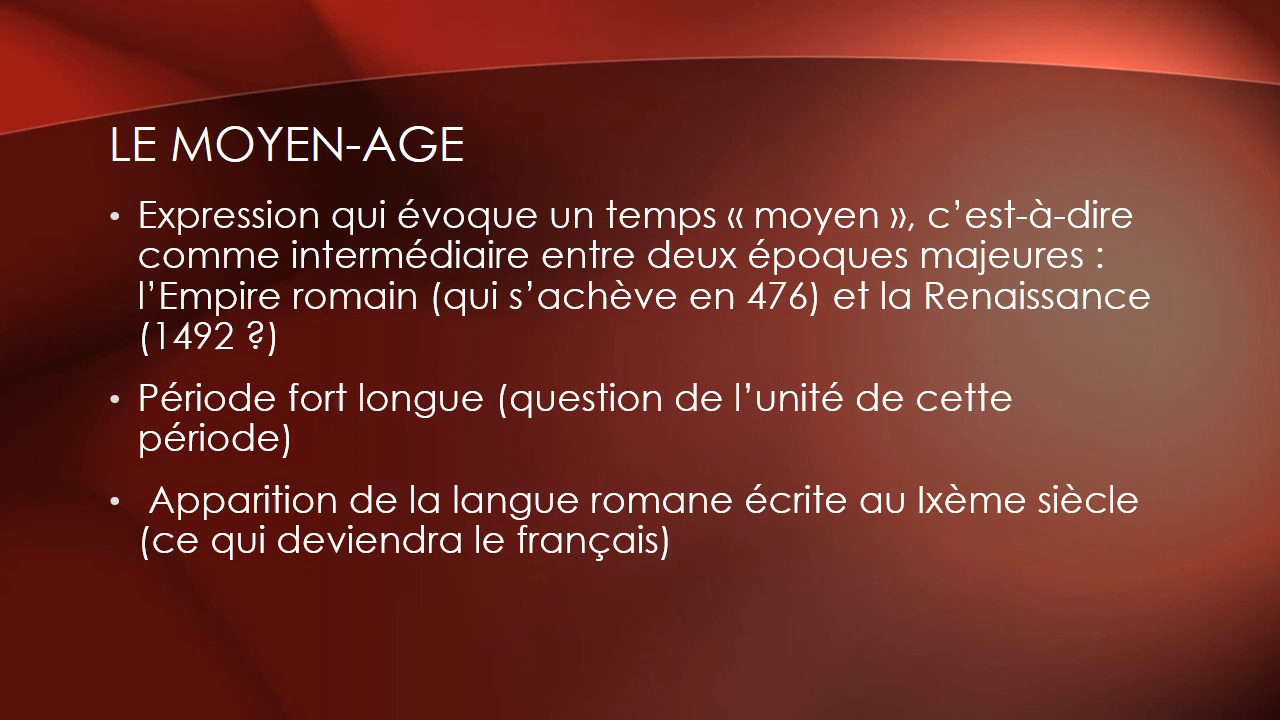 LE MOYEN-AGE
• Expression qui évoque un temps « moyen », c’est-à-dire
comme intermédiaire entre deux époques majeures :
l’Empire romain (qui s’achève en 476) et la Renaissance
(1492 ?)
• Période fort longue (question de l’unité de cette
période)
• Apparition de la langue romane écrite au Ixème siècle
(ce qui deviendra le français)